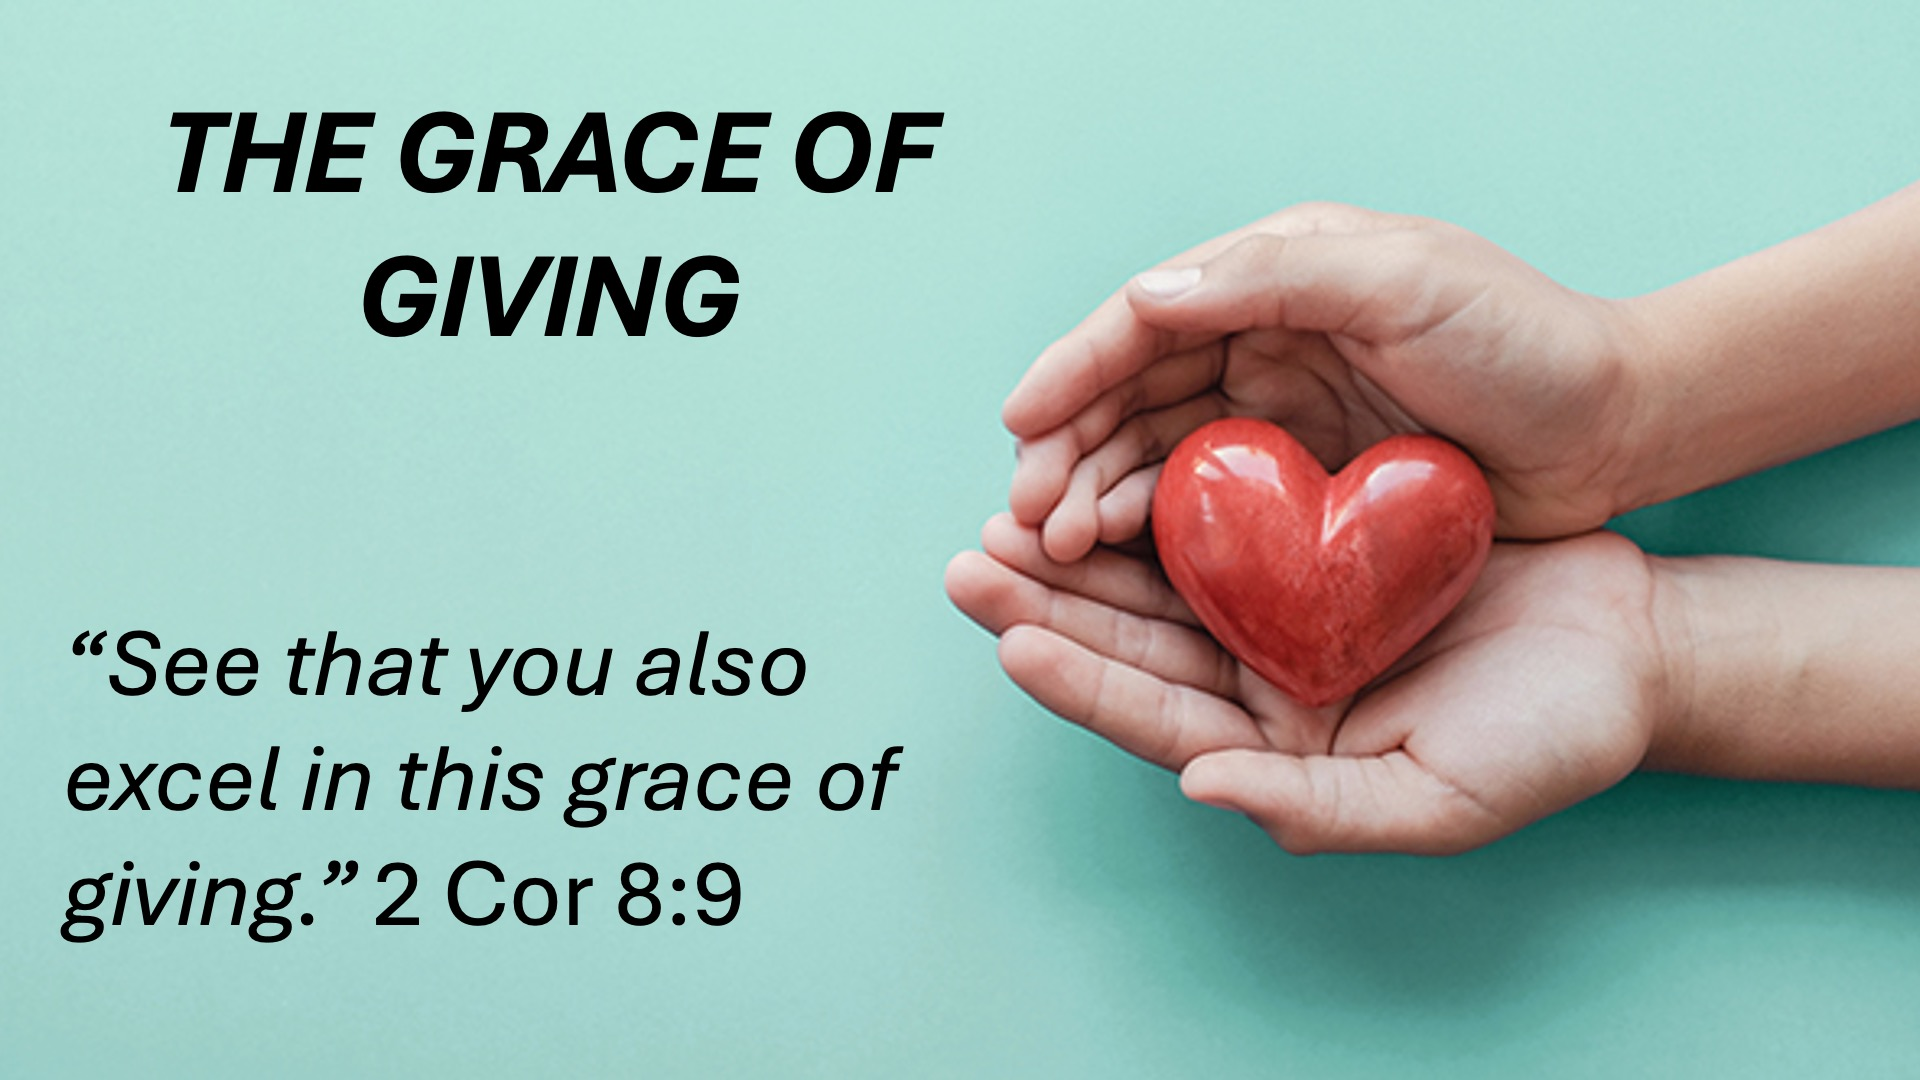 THE GRACE OF
GIVING
“See that you also
excel in this grace of
giving.” 2 Cor 8:9